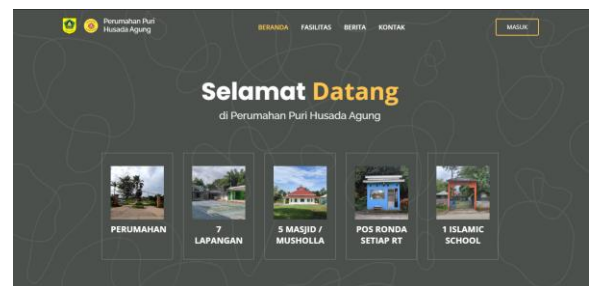 Perumahan Puri
Husada Agung
BERANDA FASILITAS BERITA KONTAK
MASUK
Selamat Datang
di Perumahan Puri Husada Agung
PERUMAHAN
7
LAPANGAN
5 MASJID /
MUSHOLLA
POS RONDA
SETIAP RT
1 ISLAMIC
SCHOOL